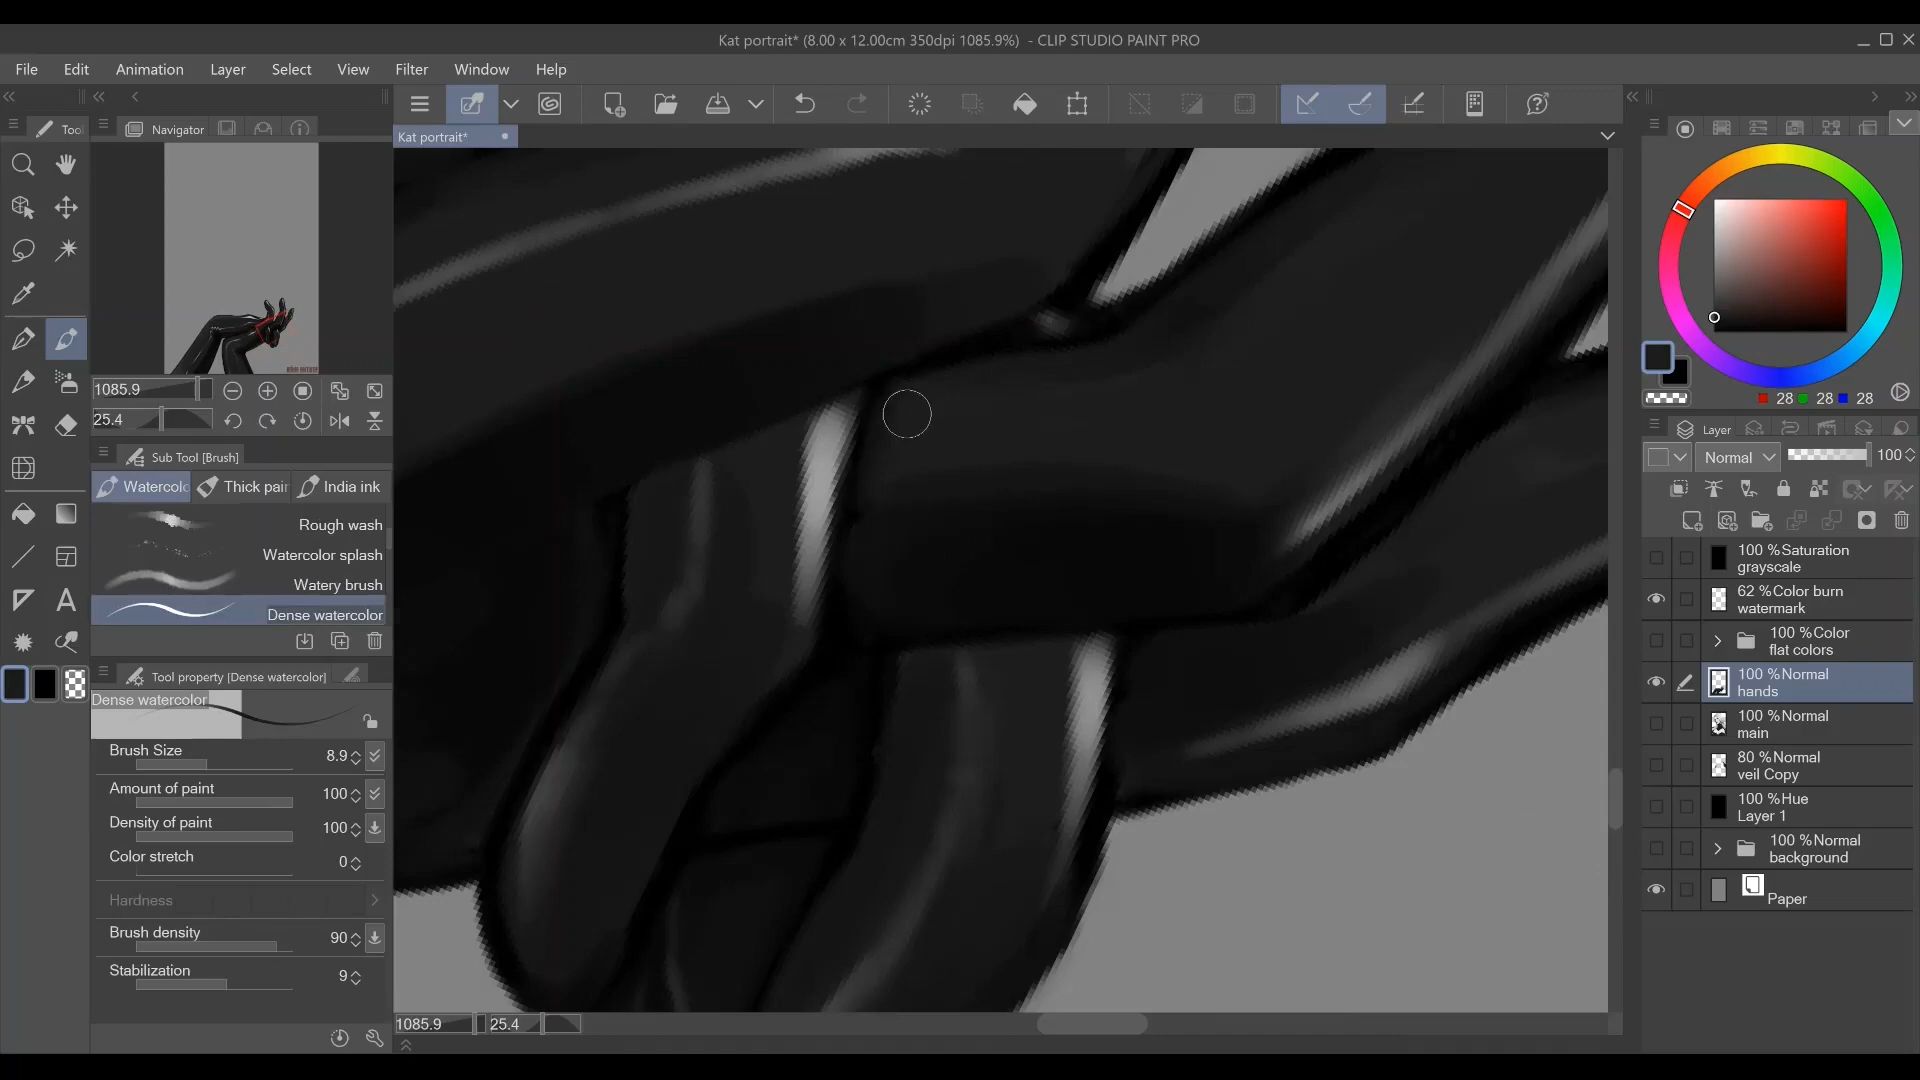 Kat portrait* (8.00 x 12.00cm 350dpi 1085.9%) - CLIP STUDIO PAINT PRO
File Edit Animation Layer Select View Filter Window Help
Kat portrait*
Tool
Navigator
1085.9
25.4
Sub Tool [Brush]
Watercolo Thick pain India ink
Rough wash
Watercolor splash
Watery brush
Dense watercolor
Tool property [Dense watercolor]
Dense watercolor
Brush Size 8.9
Amount of paint 100
Density of paint 100
Color stretch 0
Hardness
Brush density 90
Stabilization 9
1085.9 25.4
28 28 28
Layer
Normal 100
100 %Saturation
grayscale
62 %Color burn
watermark
100 %Color
flat colors
100 %Normal
hands
100 %Normal
main
80 %Normal
veil Copy
100 %Hue
Layer 1
100 %Normal
background
Paper
A